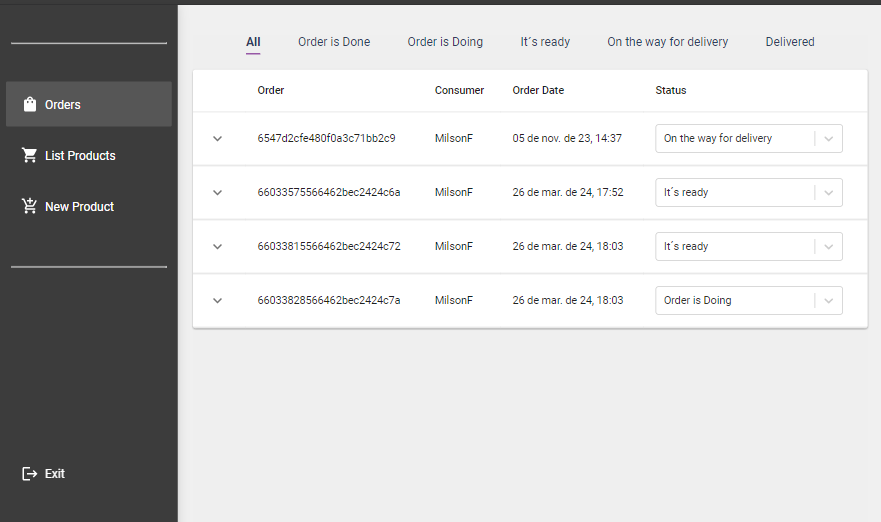 All Order is Done Order is Doing It´s ready On the way for delivery Delivered
Orders
List Products
New Product
Exit
Order Consumer Order Date Status
6547d2cfe480f0a3c71bb2c9 MilsonF 05 de nov. de 23, 14:37 On the way for delivery
66033575566462bec2424c6a MilsonF 26 de mar. de 24, 17:52 It´s ready
66033815566462bec2424c72 MilsonF 26 de mar. de 24, 18:03 It´s ready
66033828566462bec2424c7a MilsonF 26 de mar. de 24, 18:03 Order is Doing